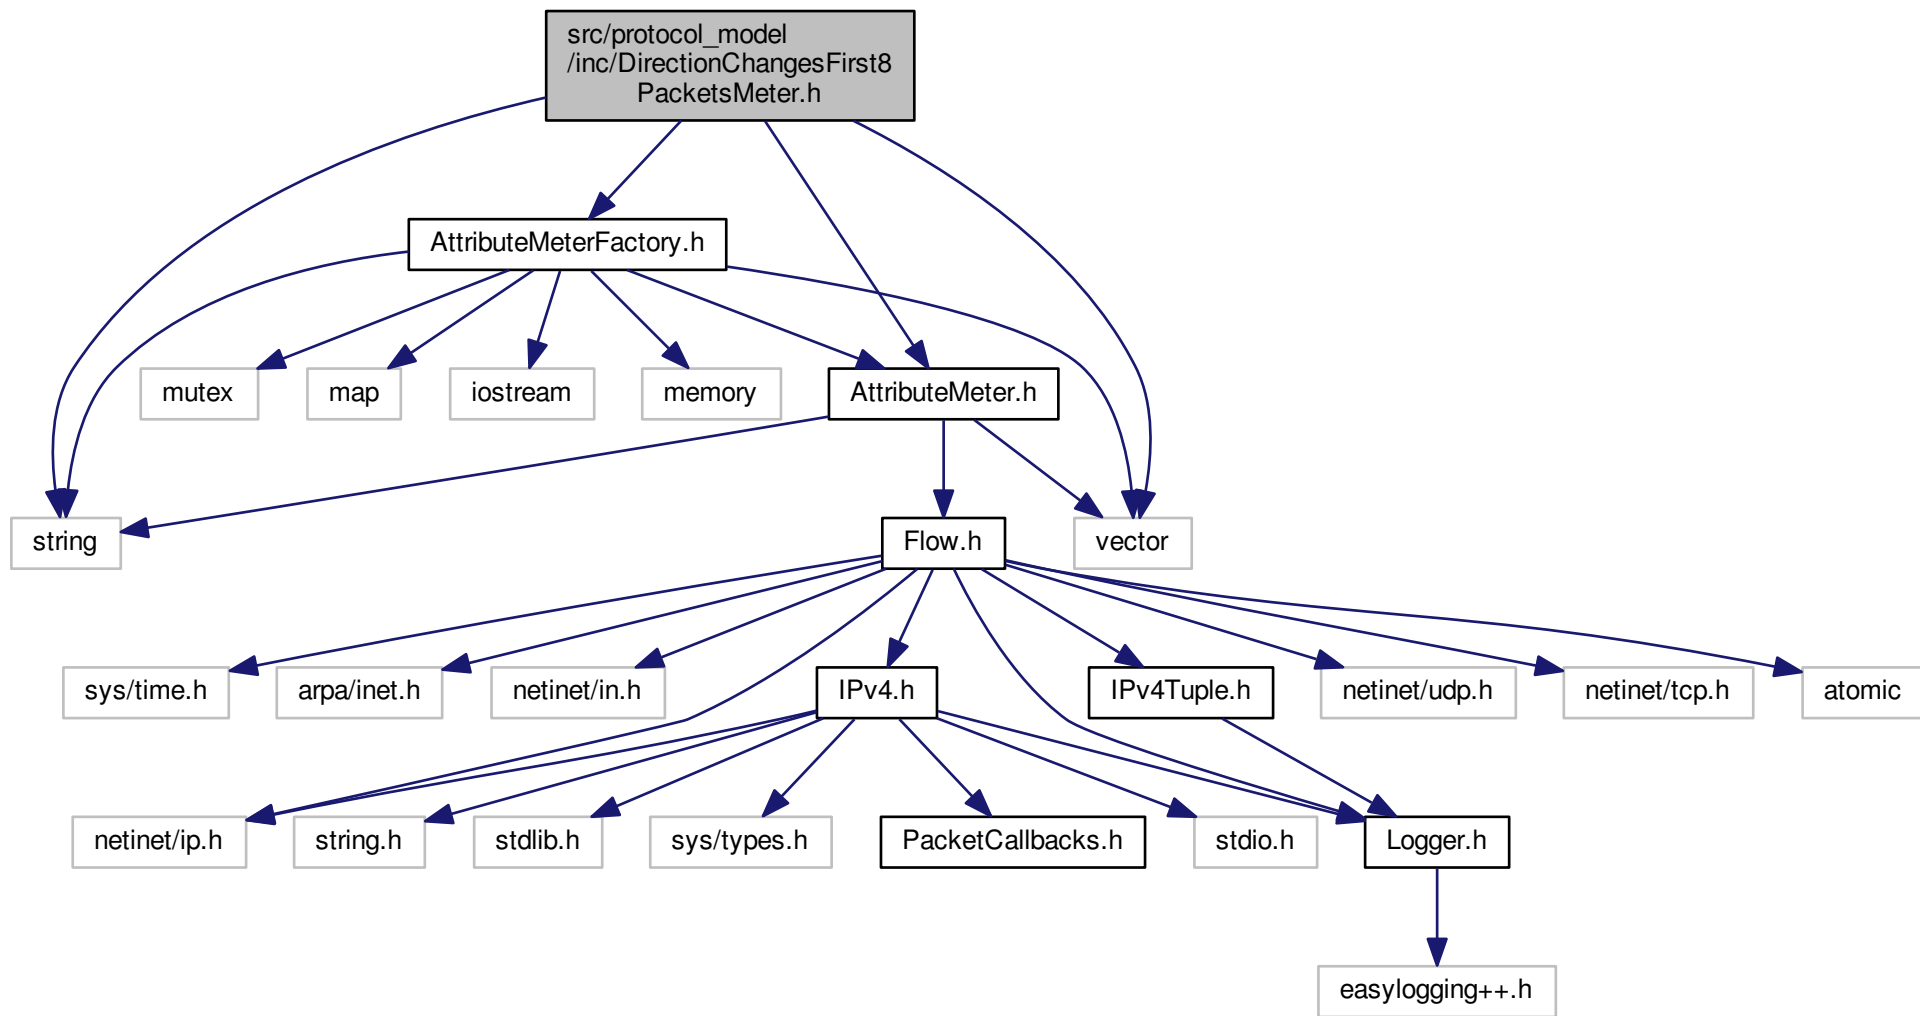 src/protocol_model
/inc/DirectionChangesFirst8
PacketsMeter.h
AttributeMeterFactory.h
mutex
map
iostream
memory
AttributeMeter.h
string
Flow.h
vector
sys/time.h
arpa/inet.h
netinet/in.h
IPv4.h
IPv4Tuple.h
netinet/udp.h
netinet/tcp.h
atomic
netinet/ip.h
string.h
stdlib.h
sys/types.h
PacketCallbacks.h
stdio.h
Logger.h
easylogging++.h